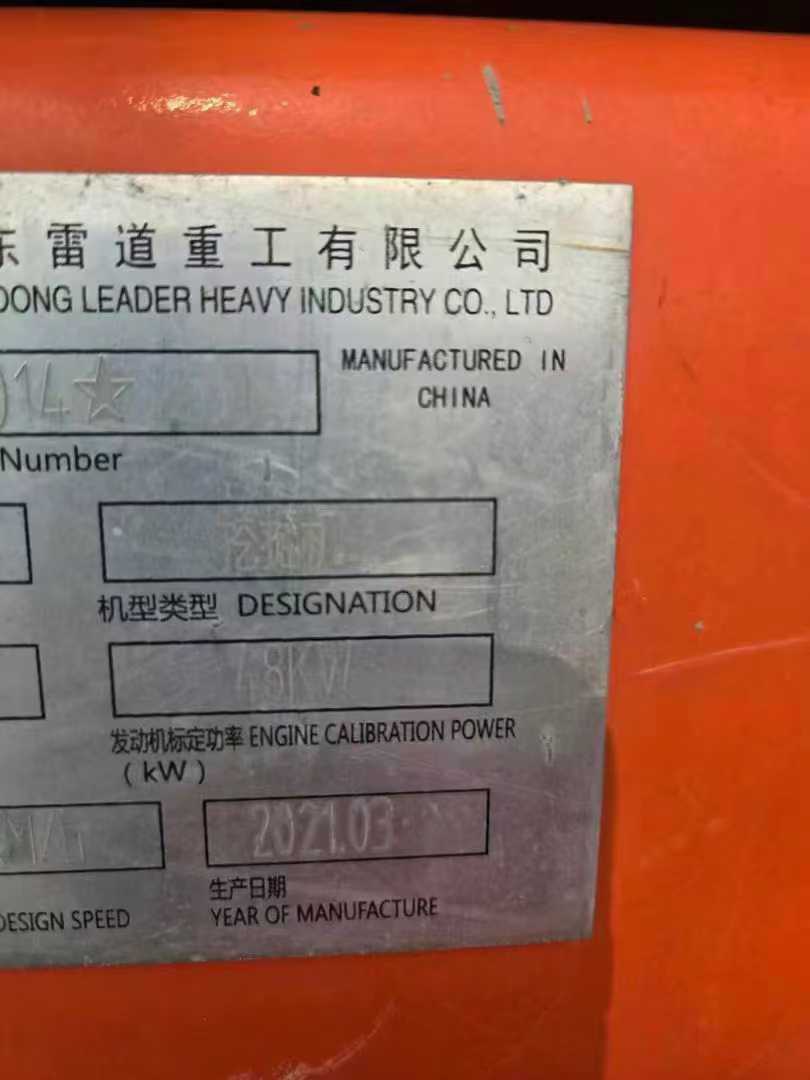 东雷道重工有限公司
DONG LEADER HEAVY INDUSTRY CO., LTD
14☆
MANUFACTURED IN
CHINA
Number
机型类型 DESIGNATION
48KW
发动机标定功率 ENGINE CALIBRATION POWER
(kW)
2021.03
生产日期
DESIGN SPEED
YEAR OF MANUFACTURE